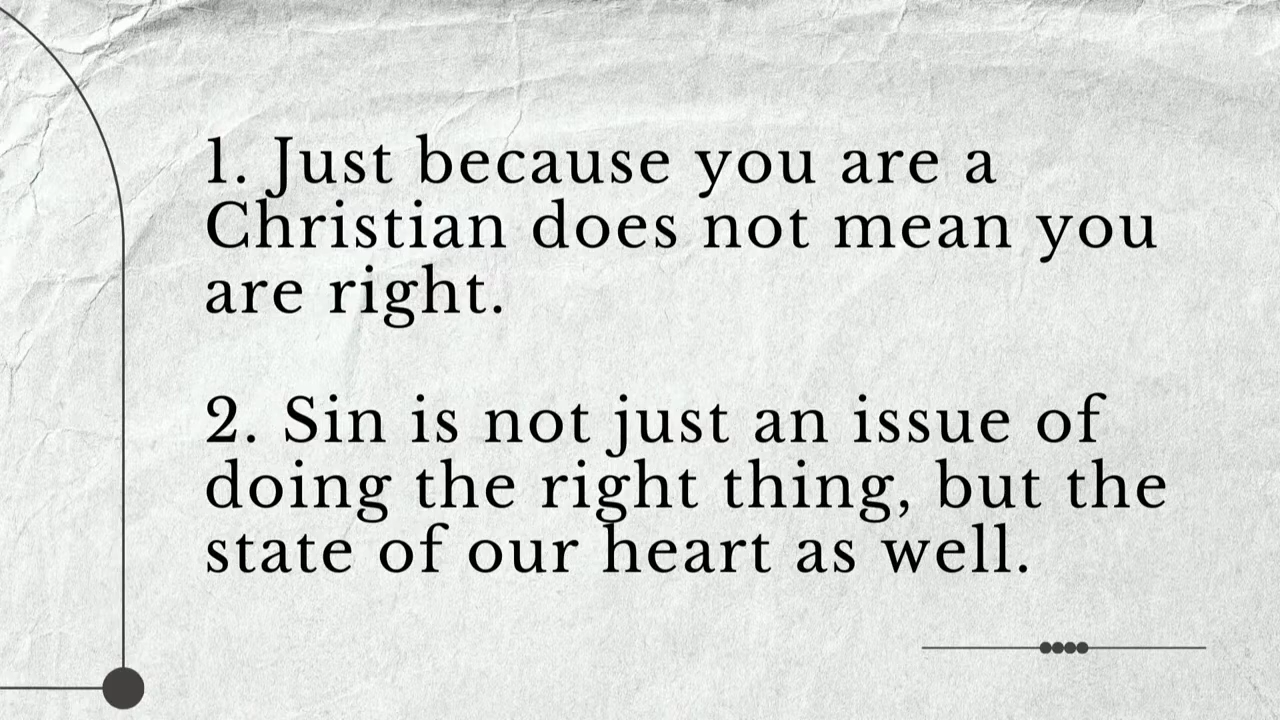 1. Just because you are a
Christian does not mean you
are right.
2. Sin is not just an issue of
doing the right thing, but the
state of our heart as well.